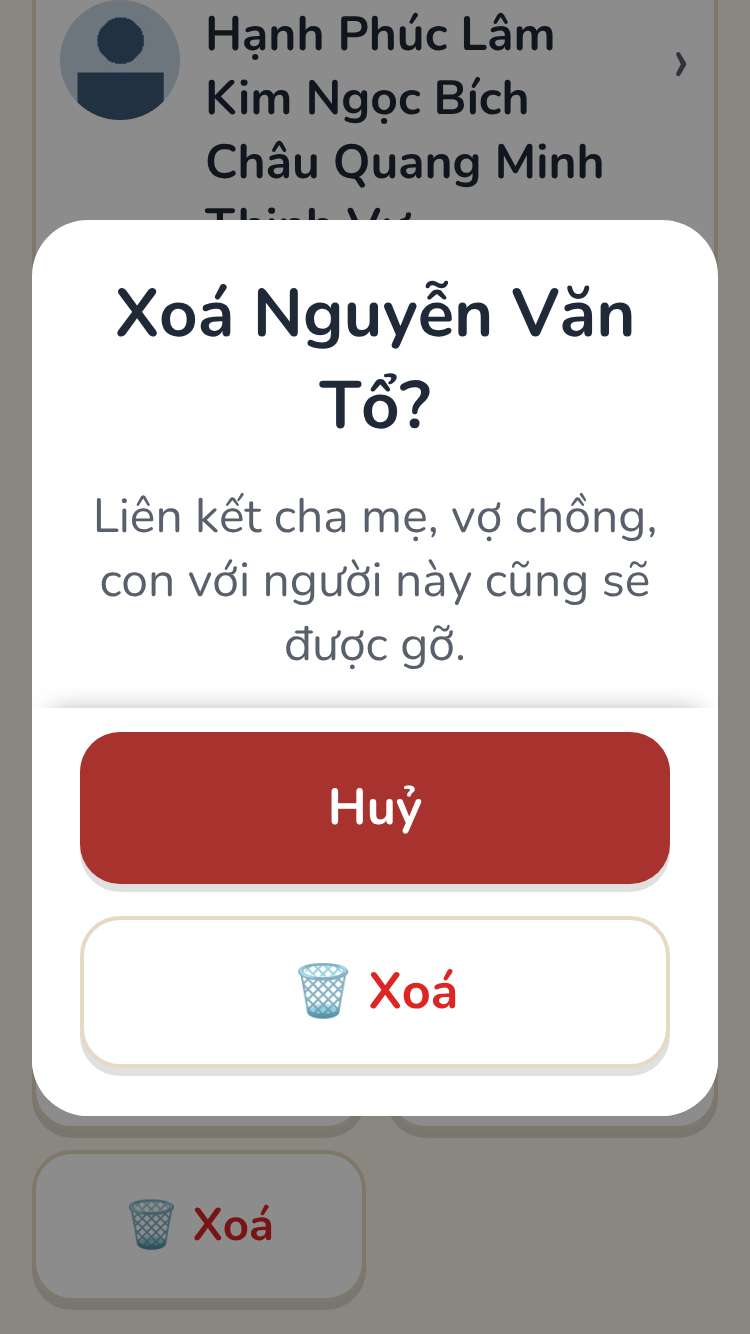 Hạnh Phúc Lâm
Kim Ngọc Bích
Châu Quang Minh
Xoá Nguyễn Văn
Tổ?
Liên kết cha mẹ, vợ chồng,
con với người này cũng sẽ
được gỡ.
Huỷ
Xoá
Xoá